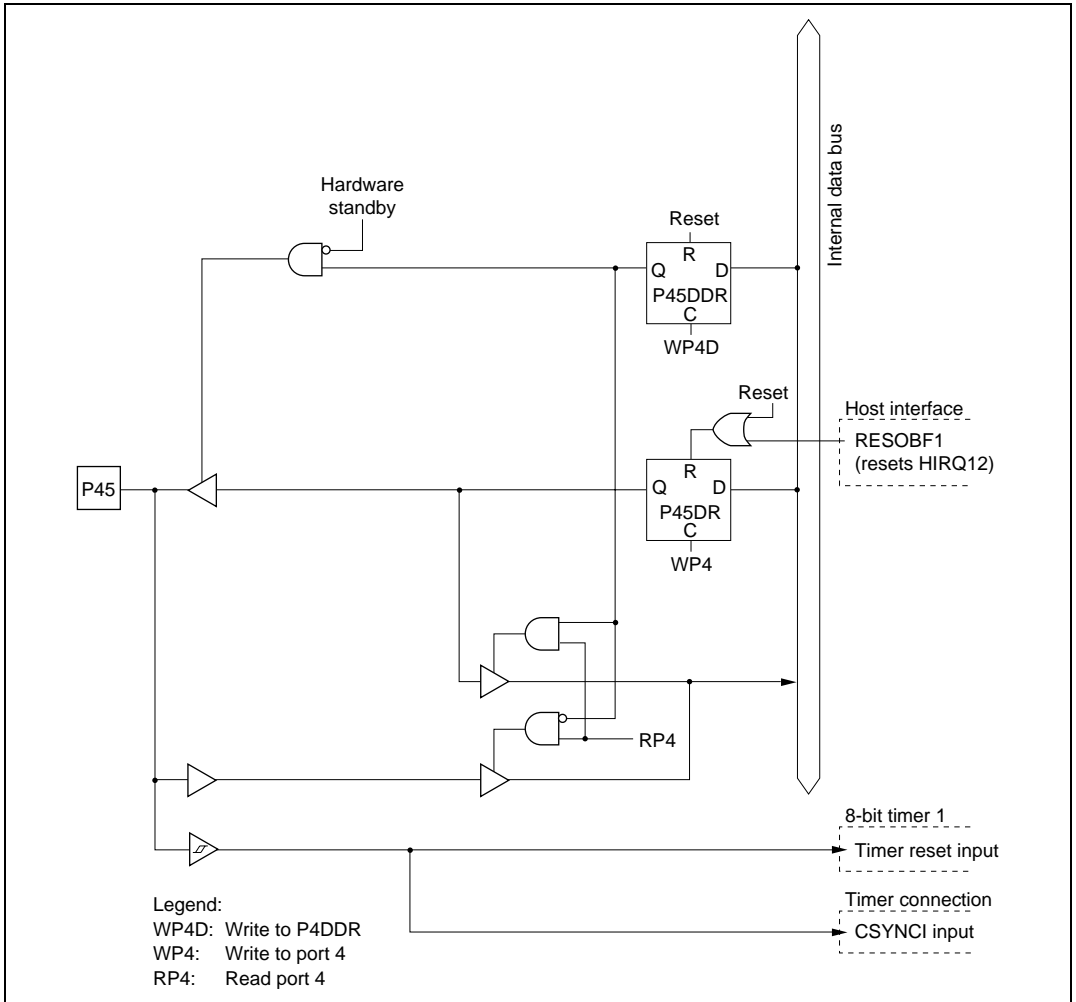 Hardware
standby
Internal data bus
Reset
R
Q D
P45DDR
C
WP4D
Reset
Host interface
RESOBF1
(resets HIRQ12)
R
P45
Q D
P45DR
C
WP4
RP4
8-bit timer 1
Timer reset input
Timer connection
CSYNCI input
Legend:
WP4D: Write to P4DDR
WP4: Write to port 4
RP4: Read port 4